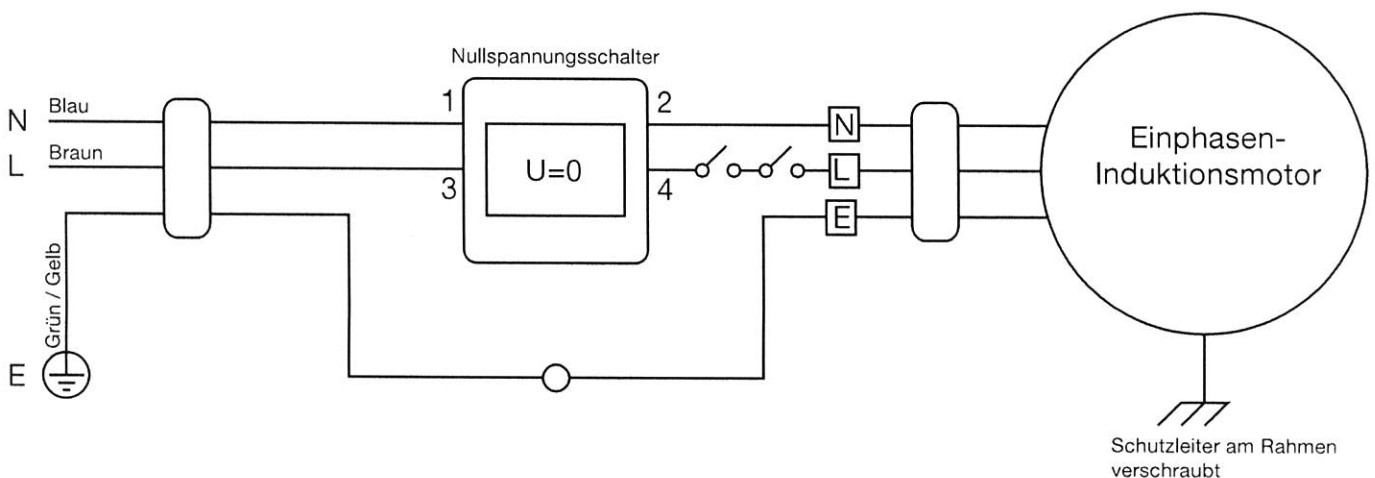 Nullspannungsschalter
N Blau
L Braun
1
2
3
4
U=0
N
L
E
Einphasen-
Induktionsmotor
Grün / Gelb
E
Schutzleiter am Rahmen
verschraubt